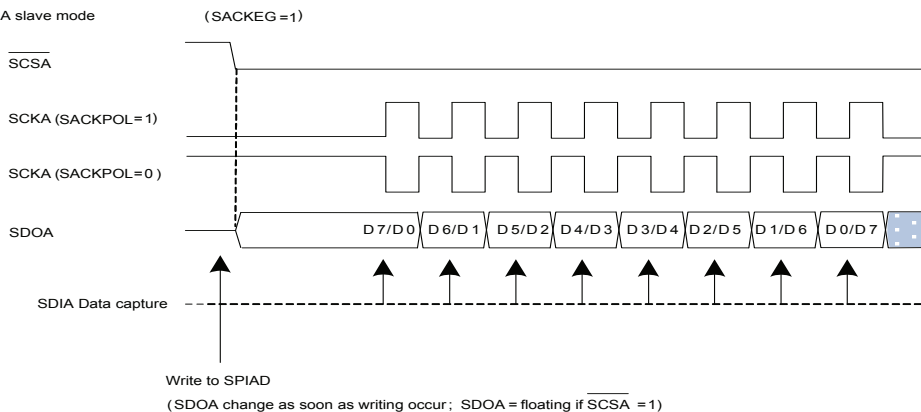 A slave mode (SACKEG=1)
SCSA
SCKA (SACKPOL=1)
SCKA (SACKPOL=0)
SDOA D7/D0 D6/D1 D5/D2 D4/D3 D3/D4 D2/D5 D1/D6 D0/D7
SDIA Data capture
Write to SPIAD
(SDOA change as soon as writing occur; SDOA=floating if SCSA =1)